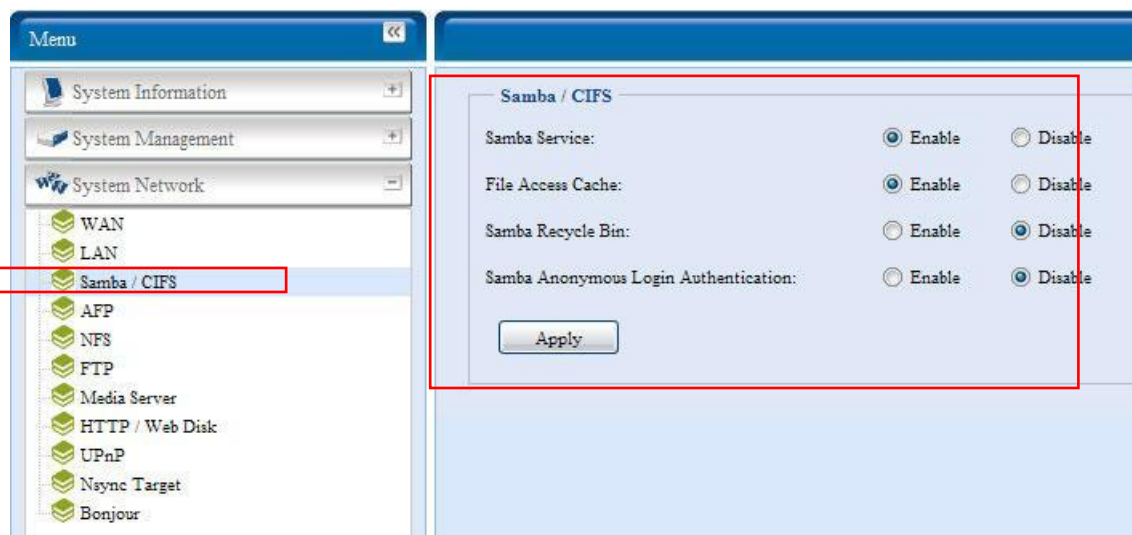 Menu
System Information
System Management
System Network
WAN
LAN
Samba / CIFS
AFP
NFS
FTP
Media Server
HTTP / Web Disk
UPnP
Nsync Target
Bonjour
Samba / CIFS
Samba Service: Enable Disable
File Access Cache: Enable Disable
Samba Recycle Bin: Enable Disable
Samba Anonymous Login Authentication: Enable Disable
Apply